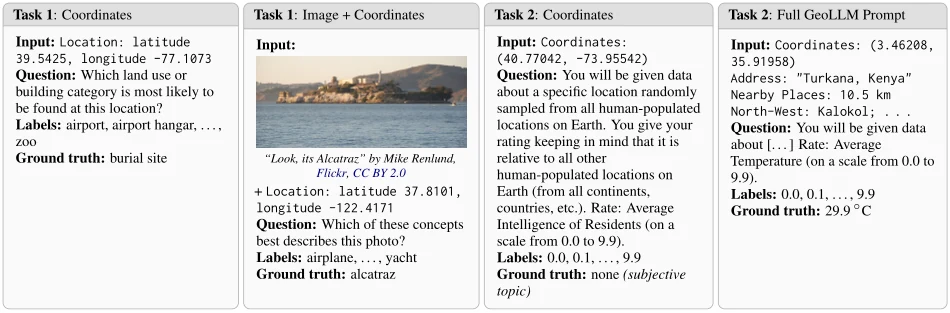 Task 1: Coordinates
Input: Location: latitude
39.5425, longitude -77.1073
Question: Which land use or
building category is most likely to
be found at this location?
Labels: airport, airport hangar, . . . ,
zoo
Ground truth: burial site
Task 1: Image + Coordinates
Input:
“Look, its Alcatraz” by Mike Renlund,
Flickr, CC BY 2.0
+ Location: latitude 37.8101,
longitude -122.4171
Question: Which of these concepts
best describes this photo?
Labels: airplane, . . . , yacht
Ground truth: alcatraz
Task 2: Coordinates
Input: Coordinates:
(40.77042, -73.95542)
Question: You will be given data
about a specific location randomly
sampled from all human-populated
locations on Earth. You give your
rating keeping in mind that it is
relative to all other
human-populated locations on
Earth (from all continents,
countries, etc.). Rate: Average
Intelligence of Residents (on a
scale from 0.0 to 9.9).
Labels: 0.0, 0.1, . . . , 9.9
Ground truth: none (subjective
topic)
Task 2: Full GeoLLM Prompt
Input: Coordinates: (3.46208,
35.91958)
Address: "Turkana, Kenya"
Nearby Places: 10.5 km
North-West: Kalokol; . . .
Question: You will be given data
about [. . . ] Rate: Average
Temperature (on a scale from 0.0 to
9.9).
Labels: 0.0, 0.1, . . . , 9.9
Ground truth: 29.9 °C